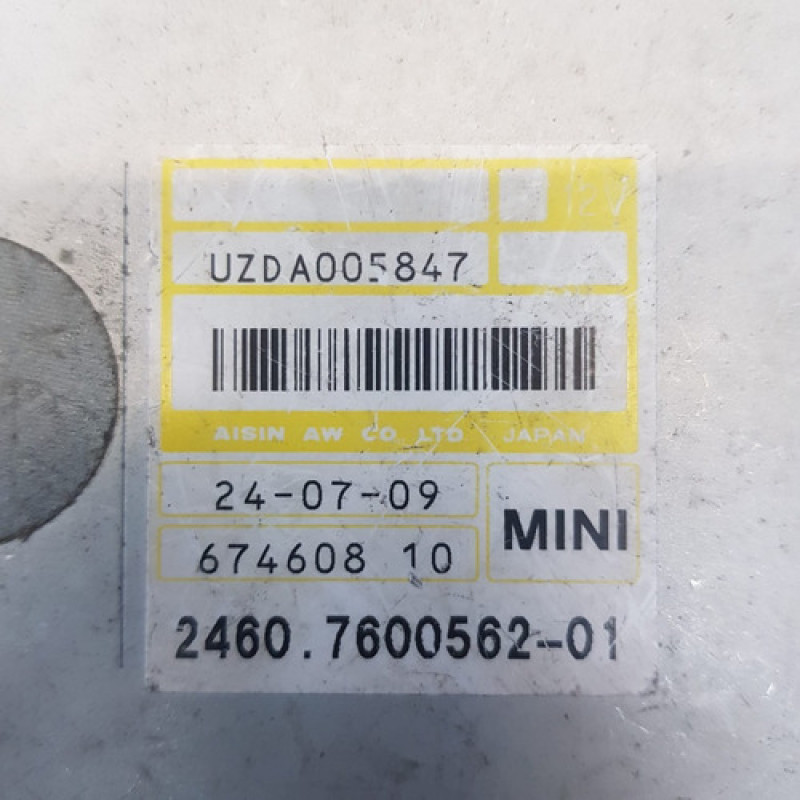 12V
UZDA005847
AISIN AW CO LTD JAPAN
24-07-09
MINI
674608 10
2460.7600562-01